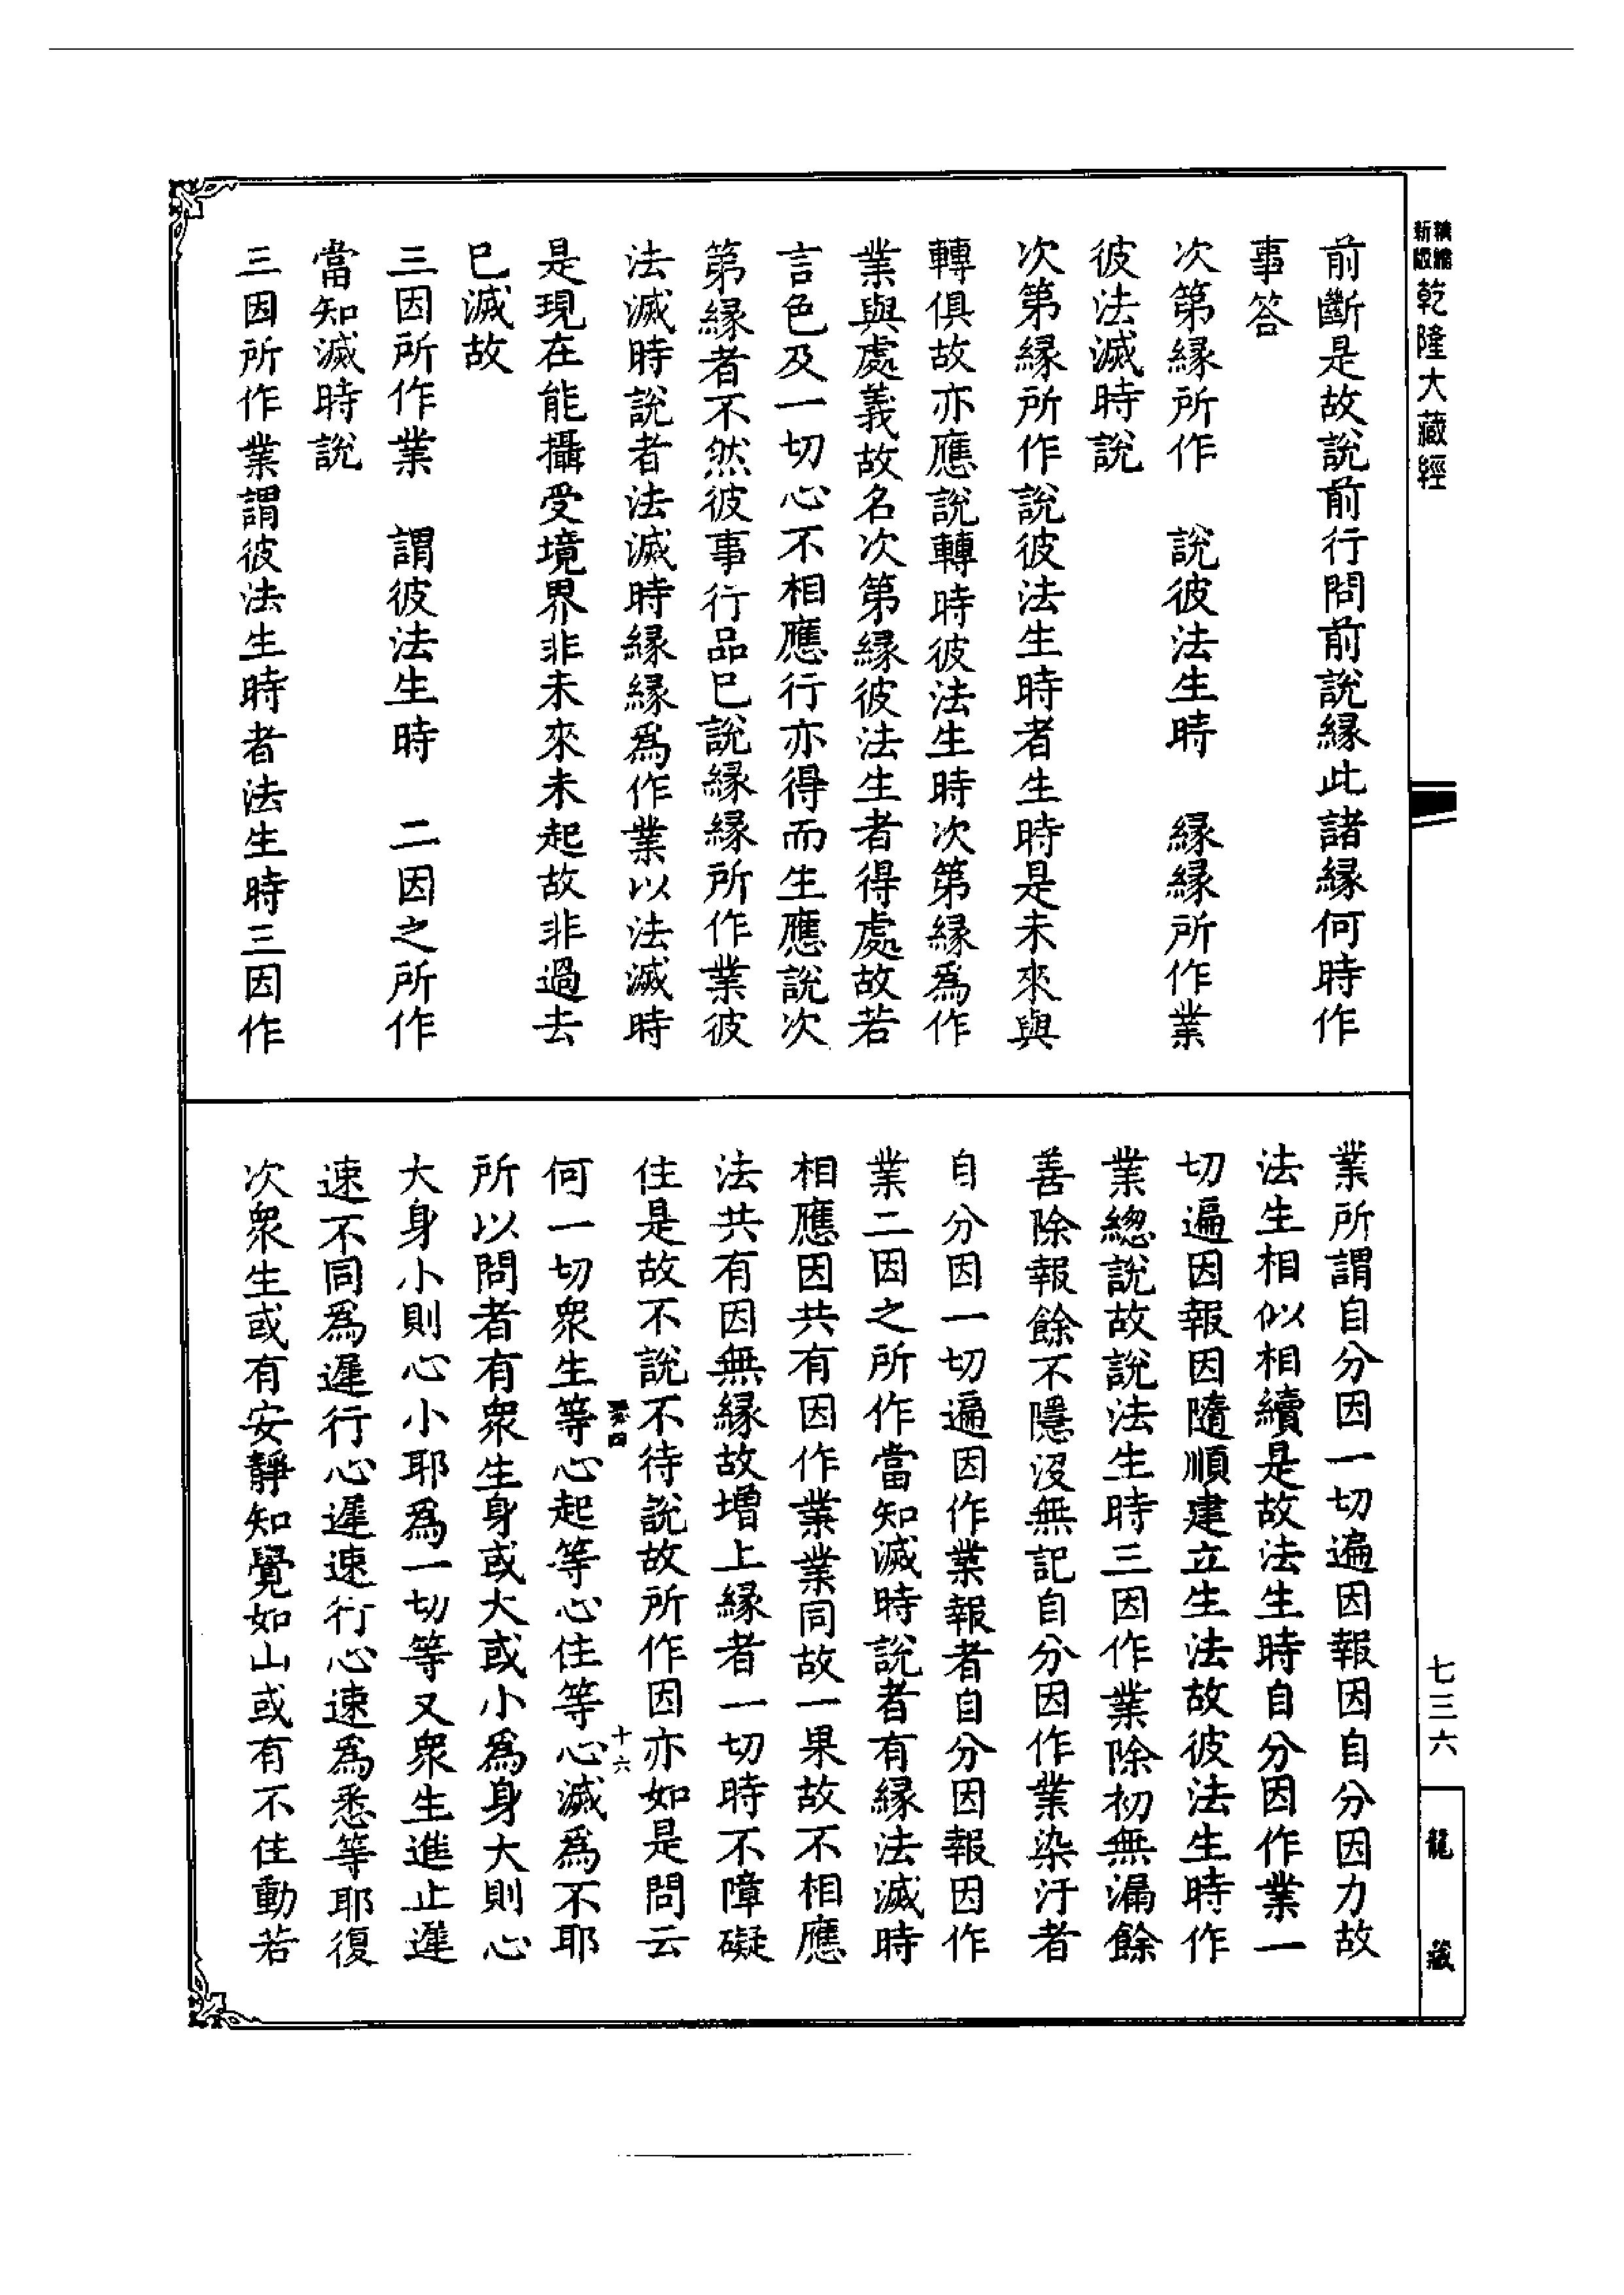 精縮
新版
乾隆大藏經
前斷是故說前行問前說緣此諸緣何時作
事答
次第緣所作　說彼法生時　緣緣所作業
彼法滅時說
次第緣所作說彼法生時者生時是未來與
轉俱故亦應說轉時彼法生時次第緣爲作
業與處義故名次第緣彼法生者得處故若
言色及一切心不相應行亦得而生應說次
第緣者不然彼事行品已說緣緣所作業彼
法滅時說者法滅時緣緣爲作業以法滅時
是現在能攝受境界非未來未起故非過去
已滅故
三因所作業　謂彼法生時　二因之所作
當知滅時說
三因所作業謂彼法生時者法生時三因作
業所謂自分因一切遍因報因自分因力故
法生相似相續是故法生時自分因作業一
切遍因報因隨順建立生法故彼法生時作
業總說故說法生時三因作業除初無漏餘
善除報餘不隱沒無記自分因作業染汙者
自分因一切遍因作業報者自分因報因作
業二因之所作當知滅時說者有緣法滅時
相應因共有因作業業同故一果故不相應
法共有因無緣故增上緣者一切時不障礙
住是故不說不待說故所作因亦如是問云
十六
何一切衆生等心起等心住等心滅爲不耶
所以問者有衆生身或大或小爲身大則心
大身小則心小耶爲一切等又衆生進止遲
速不同爲遲行心遲速行心速爲悉等耶復
次衆生或有安靜知覺如山或有不住動若
七三六
龍藏